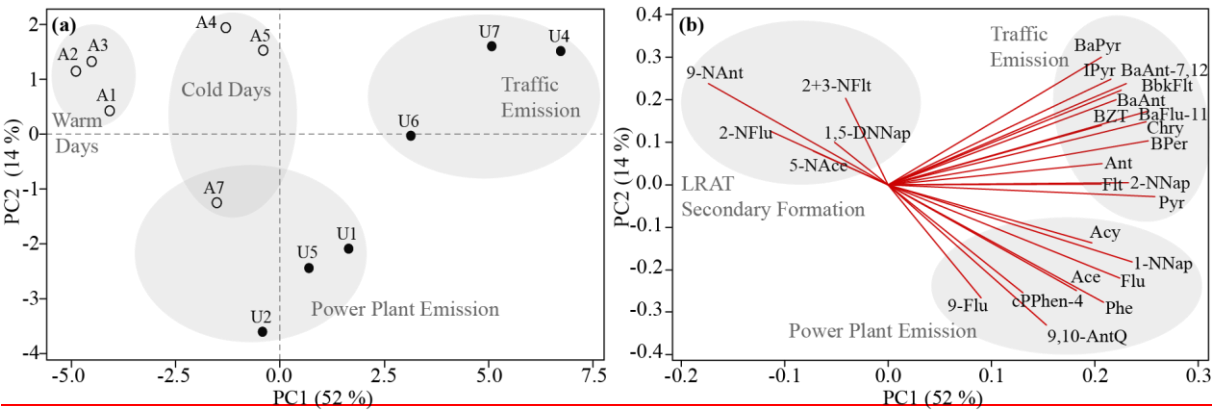 (a)
A4
A5
U7
U4
A3
A2
A1
Cold Days
Traffic
Emission
Warm
Days
U6
A7
U1
U5
Power Plant Emission
U2
2
1
0
-1
-2
-3
-4
PC2 (14 %)
-5.0
-2.5
0.0
2.5
5.0
7.5
PC1 (52 %)
(b)
Traffic
Emission
BaPyr
9-NAnt
2+3-NFlt
IPyr
BaAnt-7,12
BbkFlt
BaAnt
2-NFlu
1,5-DNNap
BZT
BaFlu-11
Chry
5-NAce
BPer
Ant
LRAT
Secondary Formation
Flt
2-NNap
Pyr
Acy
1-NNap
Ace
Flu
9-Flu
cPPhen-4
Phe
Power Plant Emission
9,10-AntQ
0.4
0.3
0.2
0.1
0.0
-0.1
-0.2
-0.3
-0.4
PC2 (14 %)
-0.2
-0.1
0.0
0.1
0.2
0.3
PC1 (52 %)